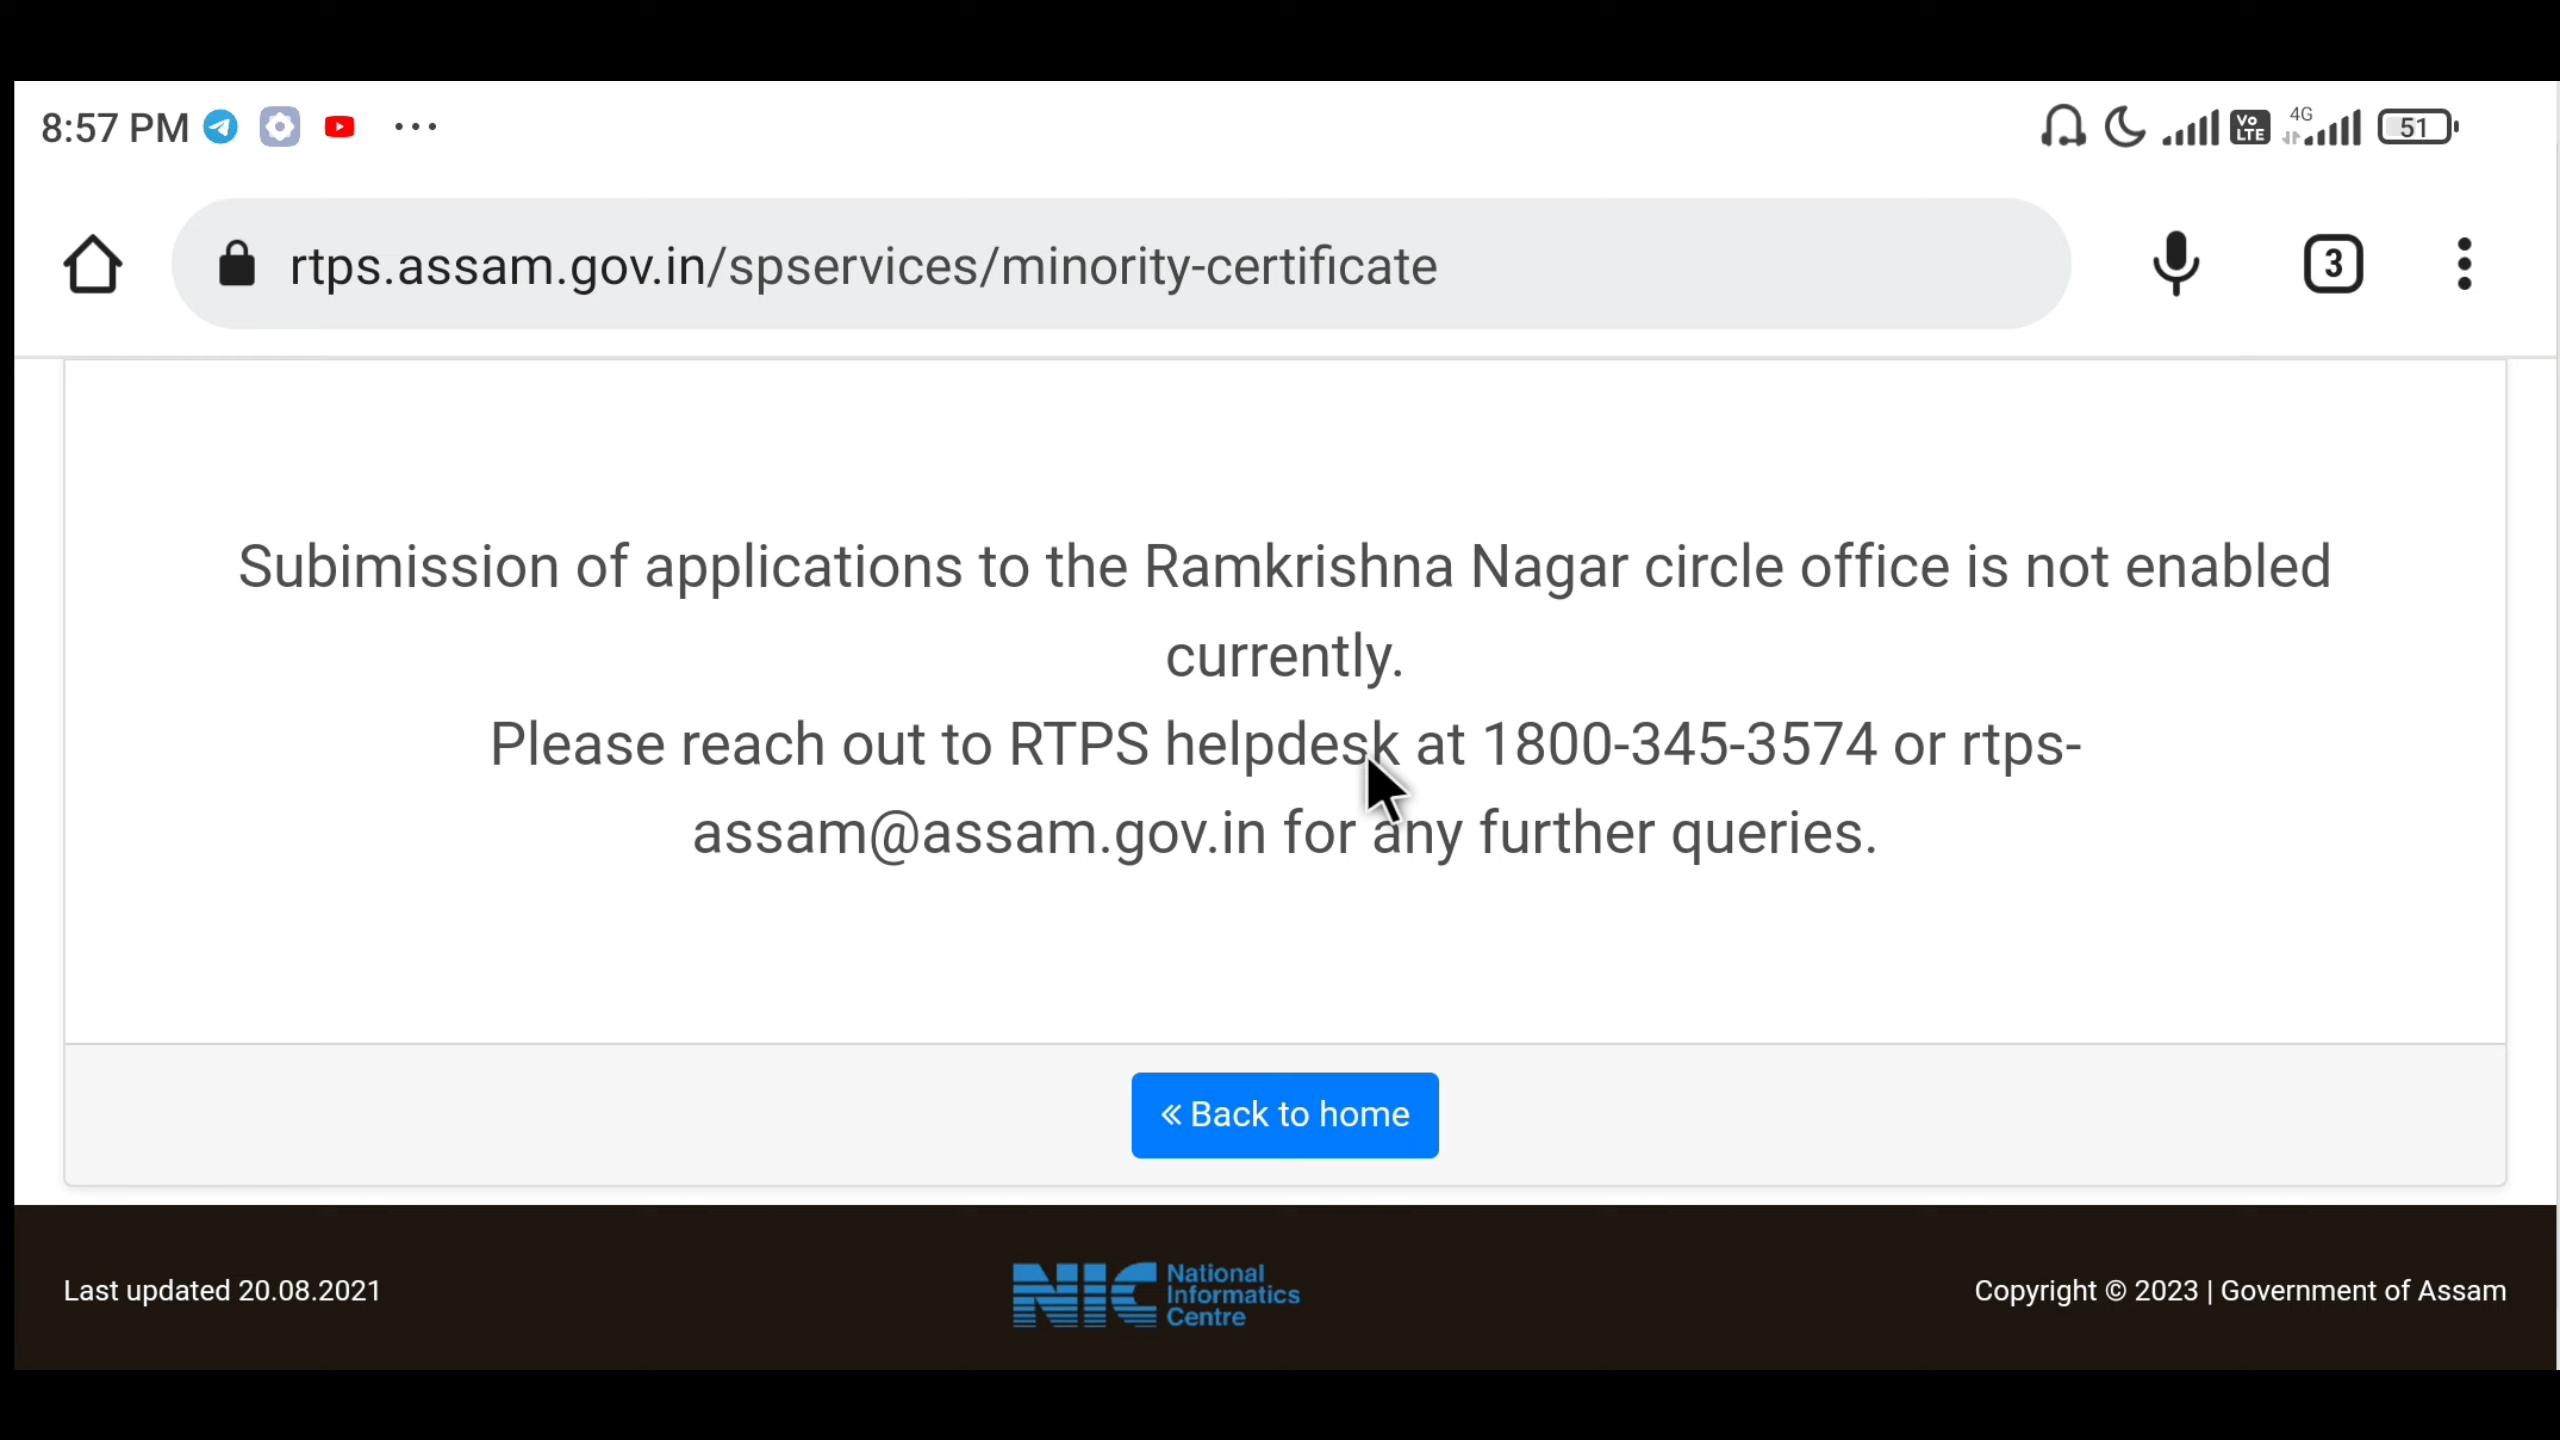 8:57 PM
Vo LTE 4G 51
rtps.assam.gov.in/spservices/minority-certificate
3
Subimission of applications to the Ramkrishna Nagar circle office is not enabled
currently.
Please reach out to RTPS helpdesk at 1800-345-3574 or rtps-
assam@assam.gov.in for any further queries.
« Back to home
Last updated 20.08.2021
NIC National
Informatics
Centre
Copyright © 2023 | Government of Assam